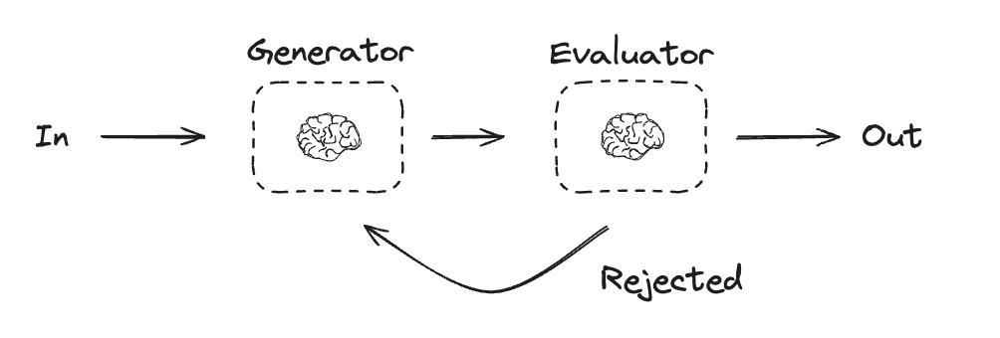 Generator
Evaluator
In
Out
Rejected